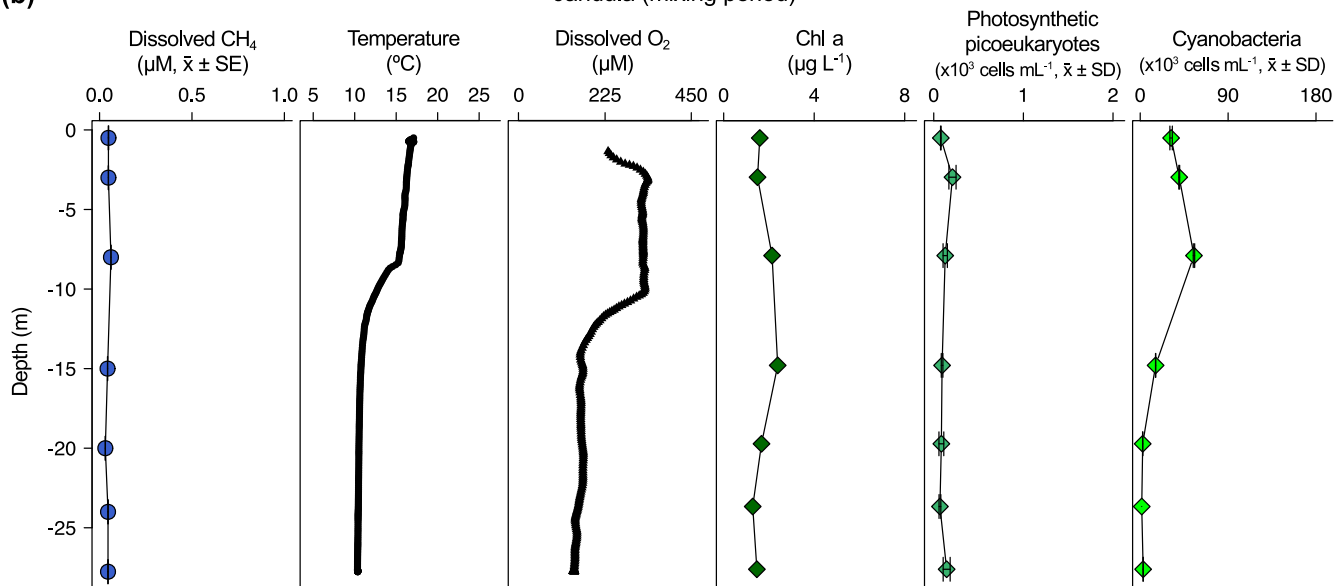 Dissolved CH₄
(µM, x̄ ± SE)
0.0 0.5 1.0
Temperature
(ºC)
5 10 15 20 25
Dissolved O₂
(µM)
0 225 450
Chl a
(µg L⁻¹)
0 4 8
Photosynthetic
picoeukaryotes
(x10³ cells mL⁻¹, x̄ ± SD)
0 1 2
Cyanobacteria
(x10³ cells mL⁻¹, x̄ ± SD)
0 90 180
Depth (m)
0
-5
-10
-15
-20
-25